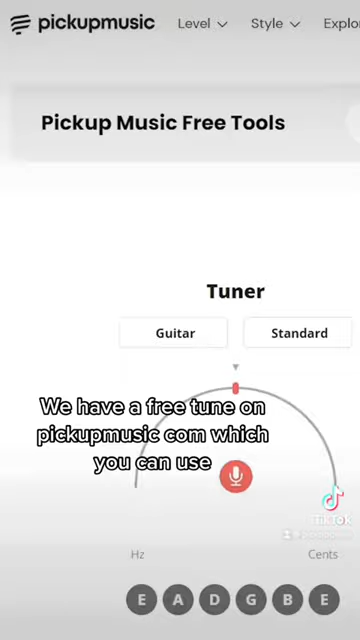 pickupmusic Level Style Explor
Pickup Music Free Tools
Tuner
Guitar Standard
We have a free tune on
pickupmusic com which
you can use
TikTok
Hz Cents
E A D G B E